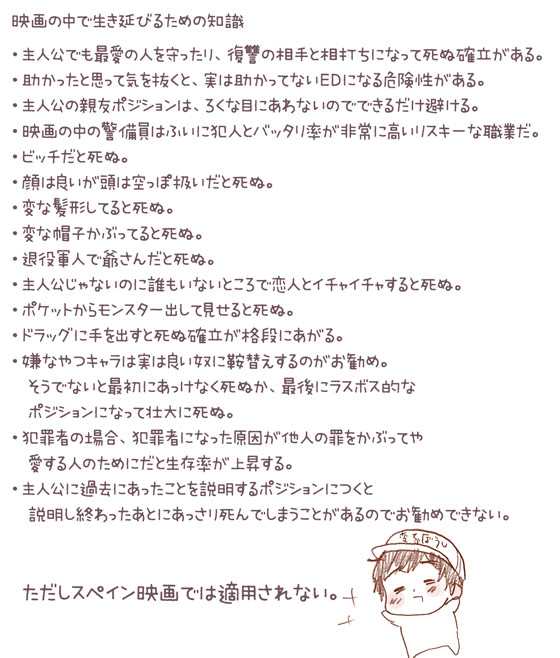 映画の中で生き延びるための知識
・主人公でも最愛の人を守ったり、復讐の相手と相打ちになって死ぬ確立がある。
・助かったと思って気を抜くと、実は助かってないEDになる危険性がある。
・主人公の親友ポジションは、ろくな目にあわないのでできるだけ避ける。
・映画の中の警備員はふいに犯人とバッタリ率が非常に高いリスキーな職業だ。
・ビッチだと死ぬ。
・顔は良いが頭は空っぽ扱いだと死ぬ。
・変な髪形してると死ぬ。
・変な帽子かぶってると死ぬ。
・退役軍人で爺さんだと死ぬ。
・主人公じゃないのに誰もいないところで恋人とイチャイチャすると死ぬ。
・ポケットからモンスター出して見せると死ぬ。
・ドラッグに手を出すと死ぬ確立が格段にあがる。
・嫌なやつキャラは実は良い奴に鞍替えするのがお勧め。
そうでないと最初にあっけなく死ぬか、最後にラスボス的な
ポジションになって壮大に死ぬ。
・犯罪者の場合、犯罪者になった原因が他人の罪をかぶってや
愛する人のためにだと生存率が上昇する。
・主人公に過去にあったことを説明するポジションにつくと
説明し終わったあとにあっさり死んでしまうことがあるのでお勧めできない。
変なぼうし
ただしスペイン映画では適用されない。